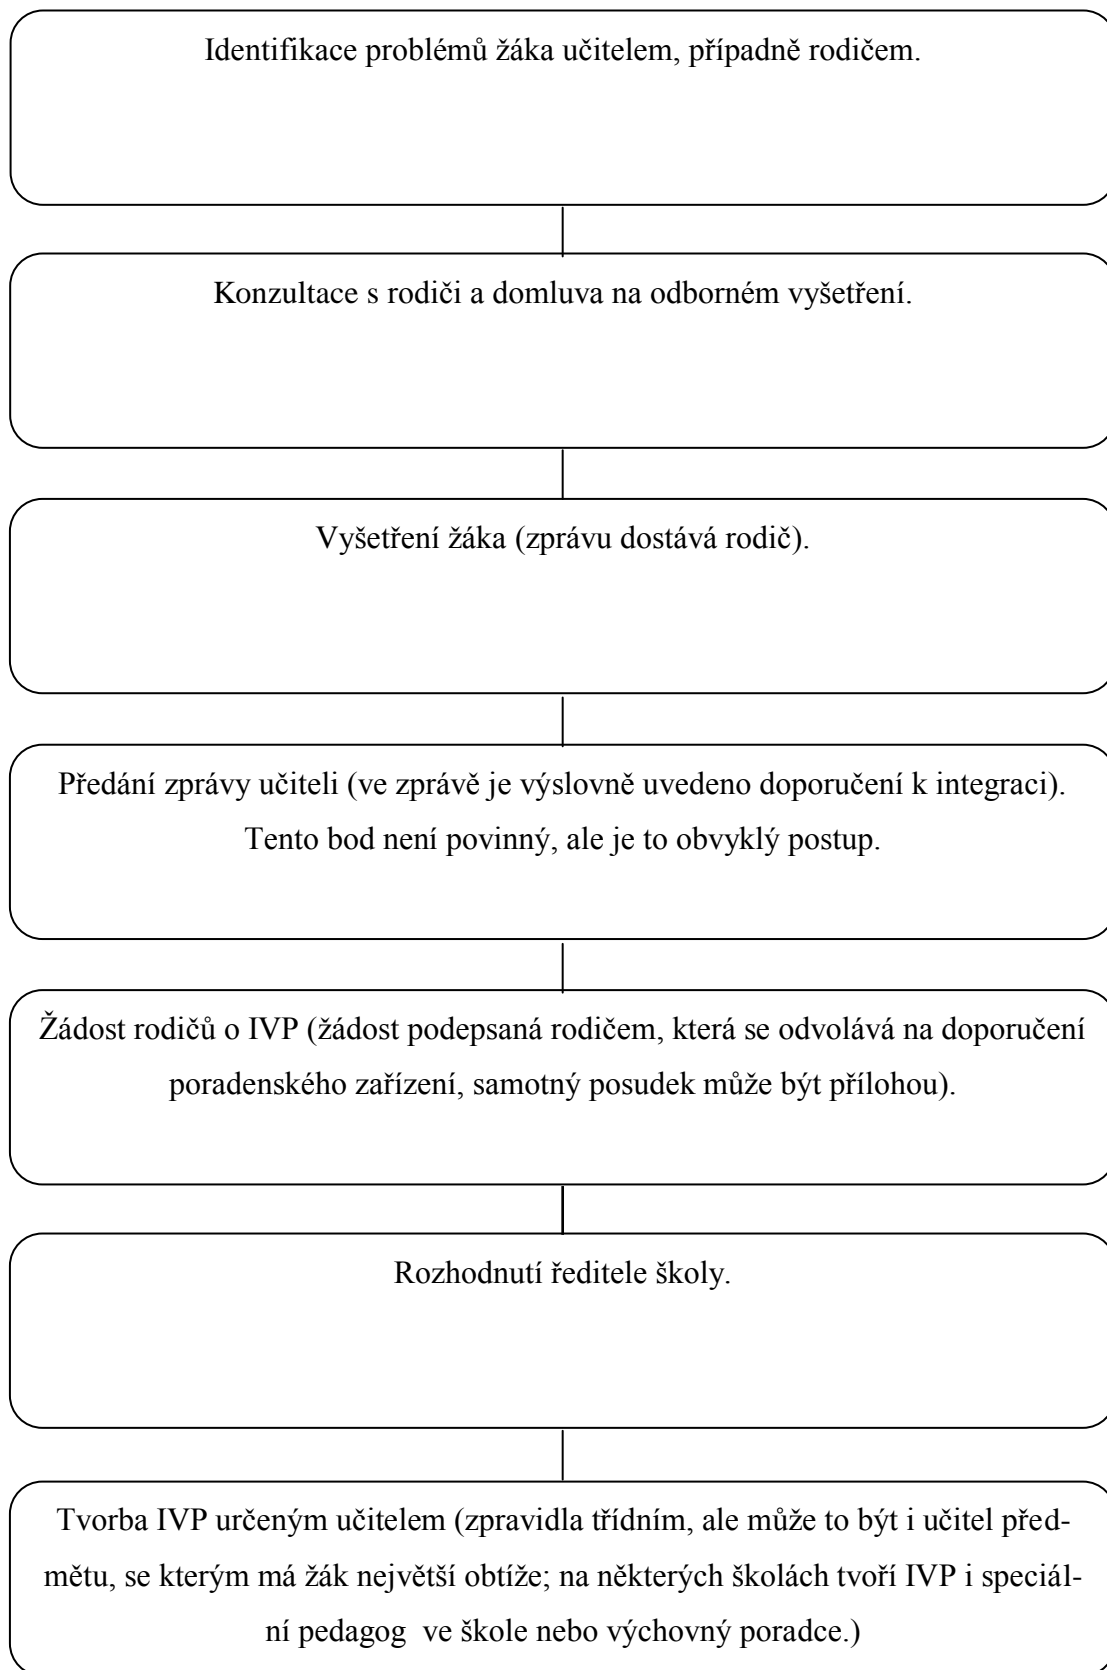 Identifikace problémů žáka učitelem, případně rodičem.
Konzultace s rodiči a domluva na odborném vyšetření.
Vyšetření žáka (zprávu dostává rodič).
Předání zprávy učiteli (ve zprávě je výslovně uvedeno doporučení k integraci).
Tento bod není povinný, ale je to obvyklý postup.
Žádost rodičů o IVP (žádost podepsaná rodičem, která se odvolává na doporučení
poradenského zařízení, samotný posudek může být přílohou).
Rozhodnutí ředitele školy.
Tvorba IVP určeným učitelem (zpravidla třídním, ale může to být i učitel před-
mětu, se kterým má žák největší obtíže; na některých školách tvoří IVP i speciál-
ní pedagog  ve škole nebo výchovný poradce.)